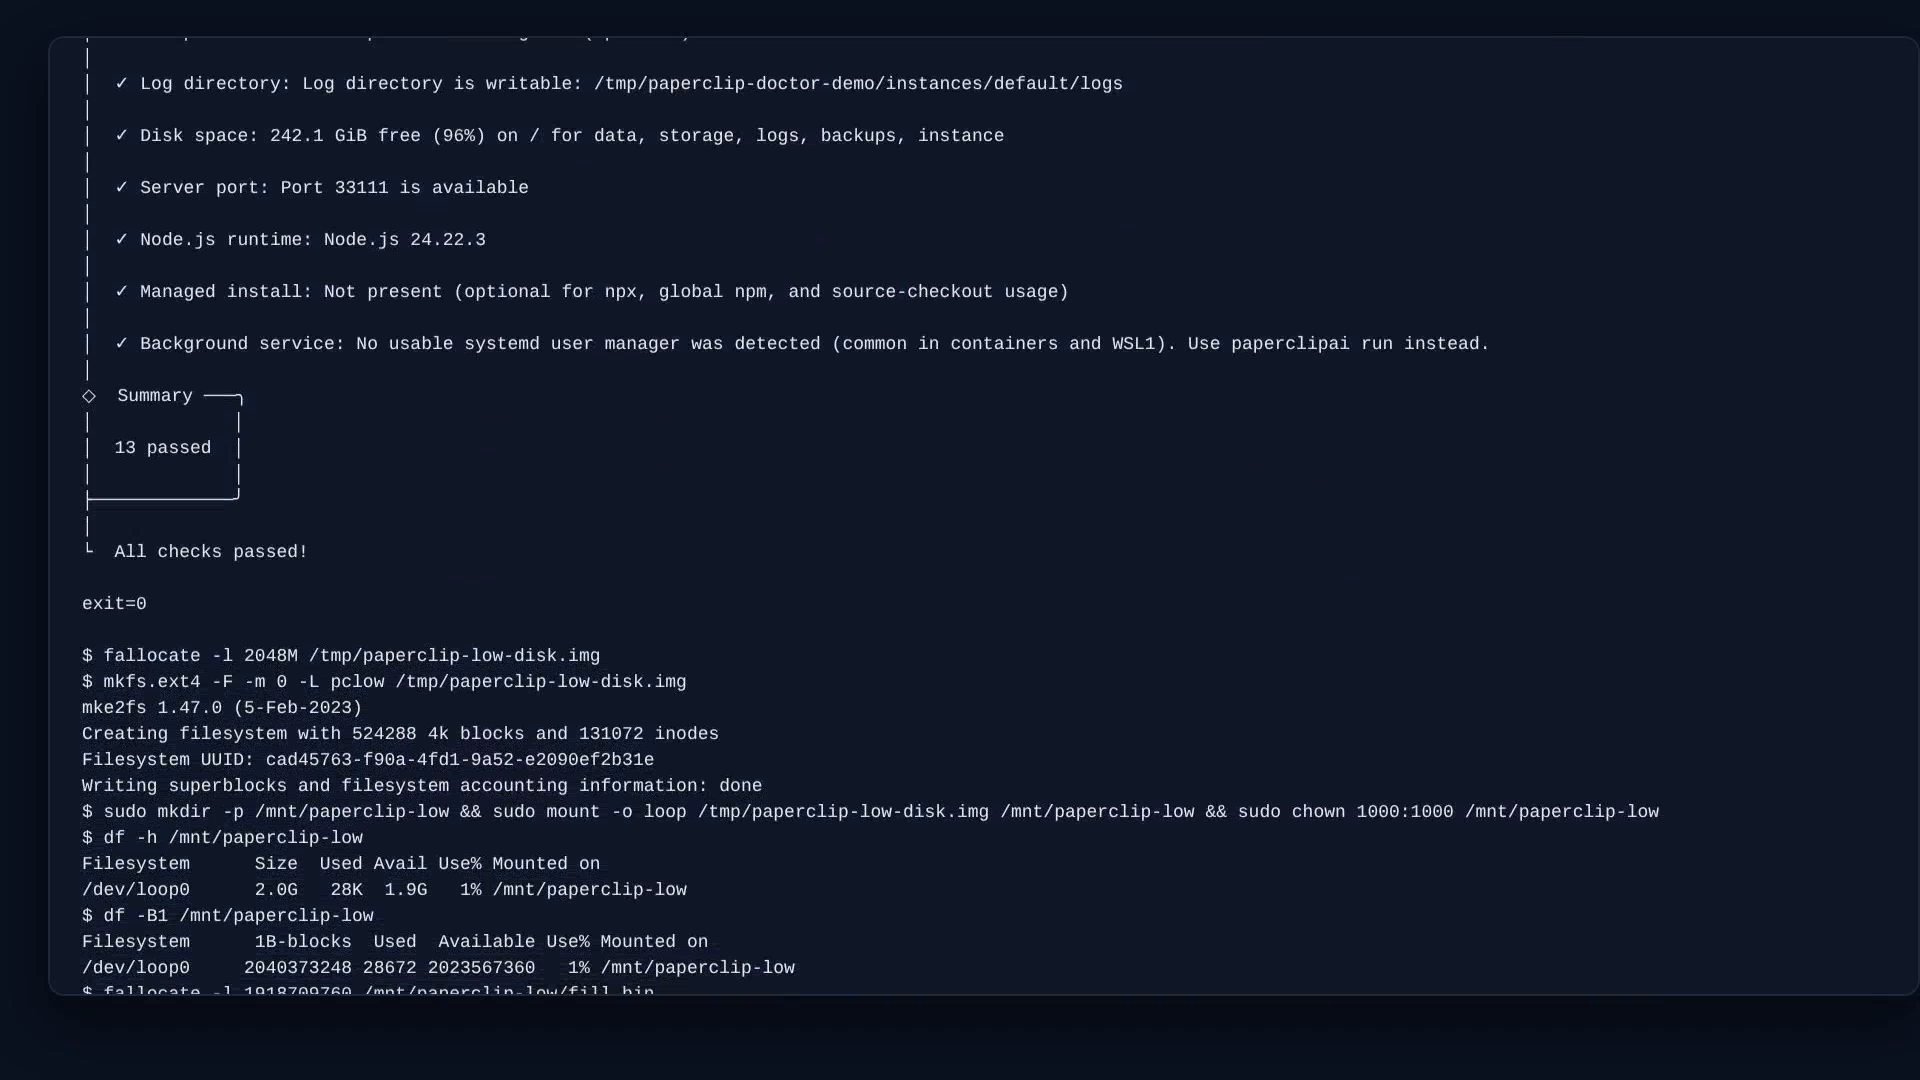 ✓ Log directory: Log directory is writable: /tmp/paperclip-doctor-demo/instances/default/logs
✓ Disk space: 242.1 GiB free (96%) on / for data, storage, logs, backups, instance
✓ Server port: Port 33111 is available
✓ Node.js runtime: Node.js 24.22.3
✓ Managed install: Not present (optional for npx, global npm, and source-checkout usage)
✓ Background service: No usable systemd user manager was detected (common in containers and WSL1). Use paperclipai run instead.
◇ Summary
13 passed
All checks passed!
exit=0
$ fallocate -l 2048M /tmp/paperclip-low-disk.img
$ mkfs.ext4 -F -m 0 -L pclow /tmp/paperclip-low-disk.img
mke2fs 1.47.0 (5-Feb-2023)
Creating filesystem with 524288 4k blocks and 131072 inodes
Filesystem UUID: cad45763-f90a-4fd1-9a52-e2090ef2b31e
Writing superblocks and filesystem accounting information: done
$ sudo mkdir -p /mnt/paperclip-low && sudo mount -o loop /tmp/paperclip-low-disk.img /mnt/paperclip-low && sudo chown 1000:1000 /mnt/paperclip-low
$ df -h /mnt/paperclip-low
Filesystem      Size  Used Avail Use% Mounted on
/dev/loop0      2.0G   28K  1.9G   1% /mnt/paperclip-low
$ df -B1 /mnt/paperclip-low
Filesystem      1B-blocks  Used  Available Use% Mounted on
/dev/loop0     2040373248 28672 2023567360   1% /mnt/paperclip-low
$ fallocate -l 1918709760 /mnt/paperclip-low/fill.bin